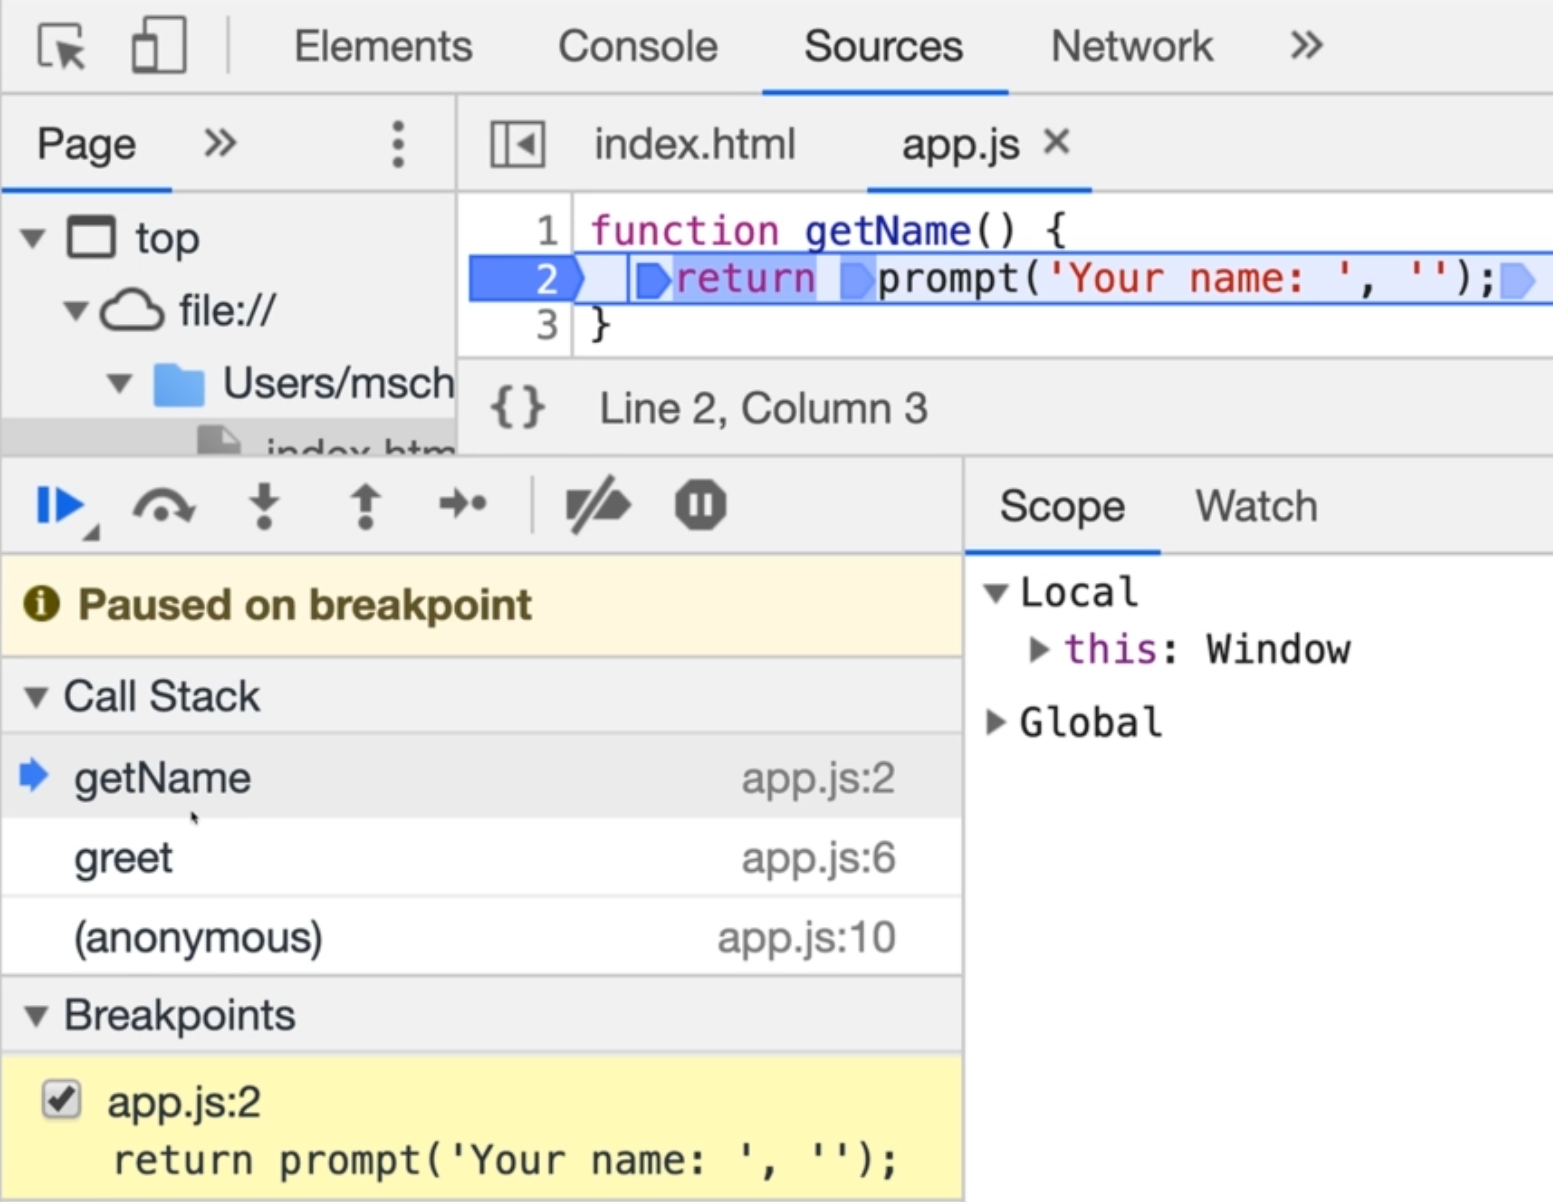 Elements Console Sources Network »
Page » index.html app.js ×
top
file://
Users/msch
index.htm
1 function getName() {
2 return prompt('Your name: ', '');
3 }
{} Line 2, Column 3
Scope Watch
Paused on breakpoint
Call Stack
getName app.js:2
greet app.js:6
(anonymous) app.js:10
Breakpoints
app.js:2
return prompt('Your name: ', '');
Local
this: Window
Global